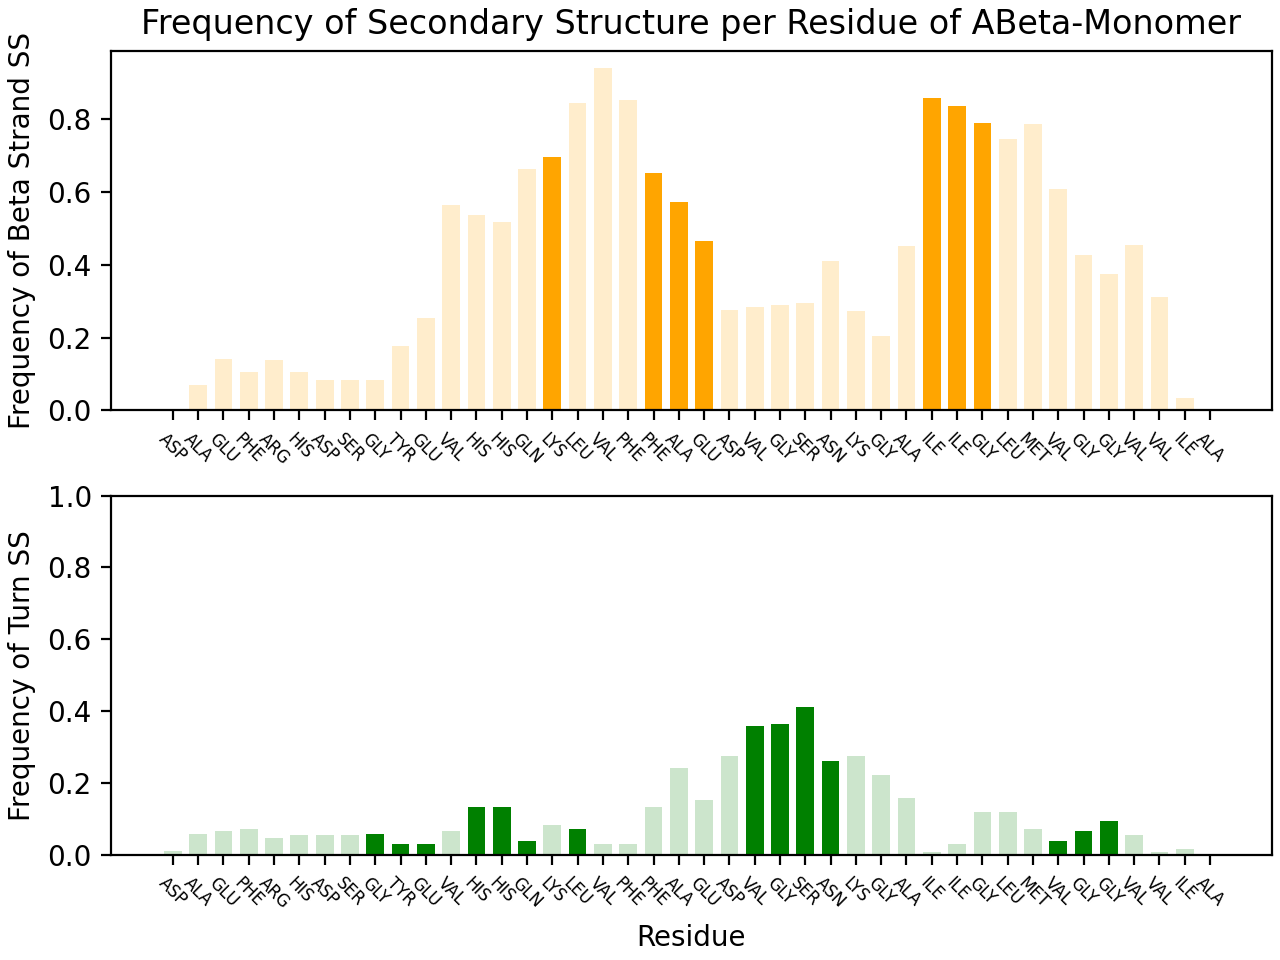 Frequency of Secondary Structure per Residue of ABeta-Monomer
Frequency of Beta Strand SS
0.8
0.6
0.4
0.2
0.0
ASP ALA GLU PHE ARG HIS ASP SER GLY TYR GLU VAL HIS HIS GLN LYS LEU VAL PHE PHE ALA GLU ASP VAL GLY SER ASN LYS GLY ALA ILE ILE GLY LEU MET VAL GLY GLY VAL VAL ILE ALA
Frequency of Turn SS
1.0
0.8
0.6
0.4
0.2
0.0
ASP ALA GLU PHE ARG HIS ASP SER GLY TYR GLU VAL HIS HIS GLN LYS LEU VAL PHE PHE ALA GLU ASP VAL GLY SER ASN LYS GLY ALA ILE ILE GLY LEU MET VAL GLY GLY VAL VAL ILE ALA
Residue